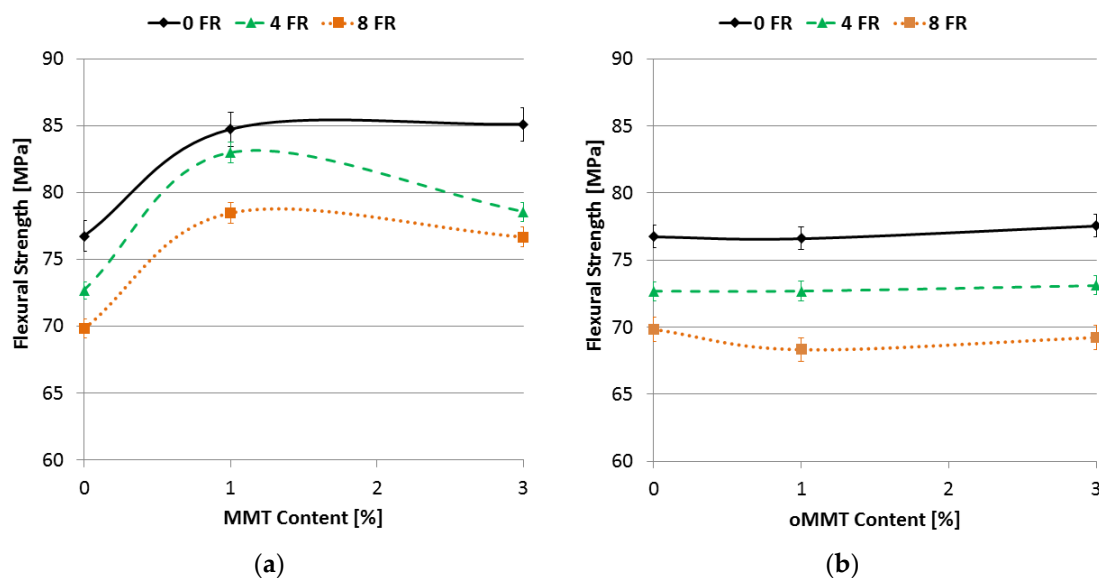 0 FR 4 FR 8 FR
90
85
80
75
70
65
60
Flexural Strength [MPa]
0 1 2 3
MMT Content [%]
(a)
0 FR 4 FR 8 FR
90
85
80
75
70
65
60
Flexural Strength [MPa]
0 1 2 3
oMMT Content [%]
(b)